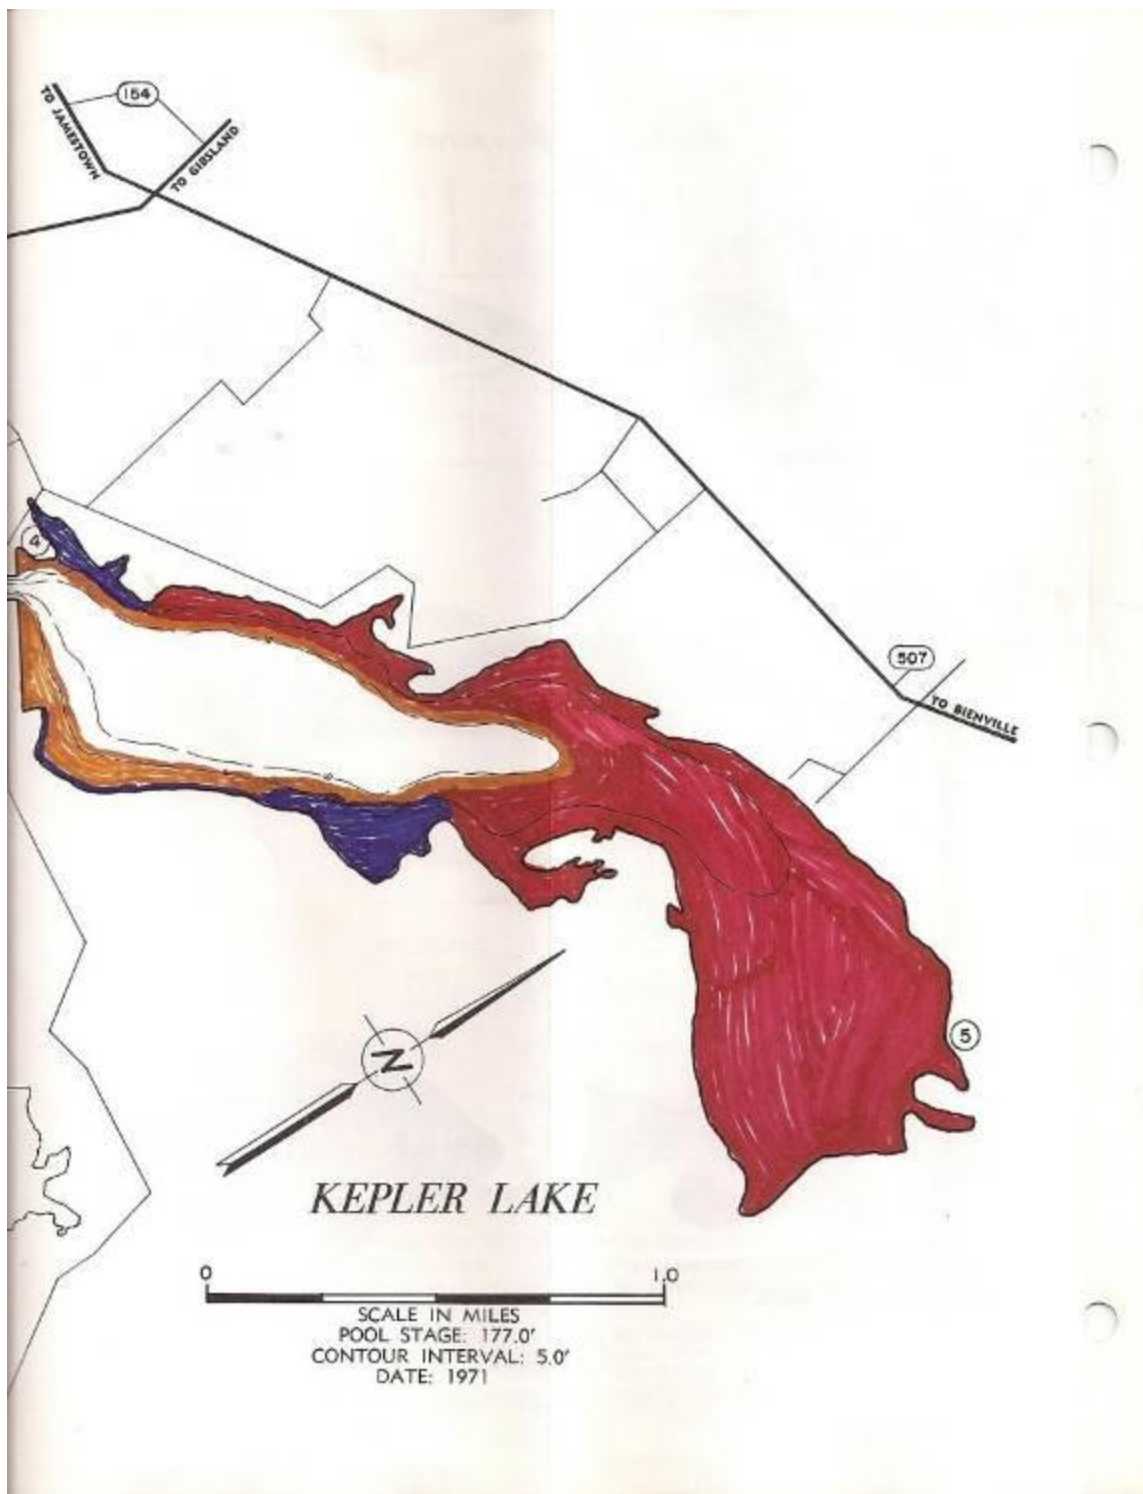 154
TO JAMESTOWN
TO GIBSLAND
4
507
TO BIENVILLE
5
N
KEPLER LAKE
0 1.0
SCALE IN MILES
POOL STAGE: 177.0'
CONTOUR INTERVAL: 5.0'
DATE: 1971